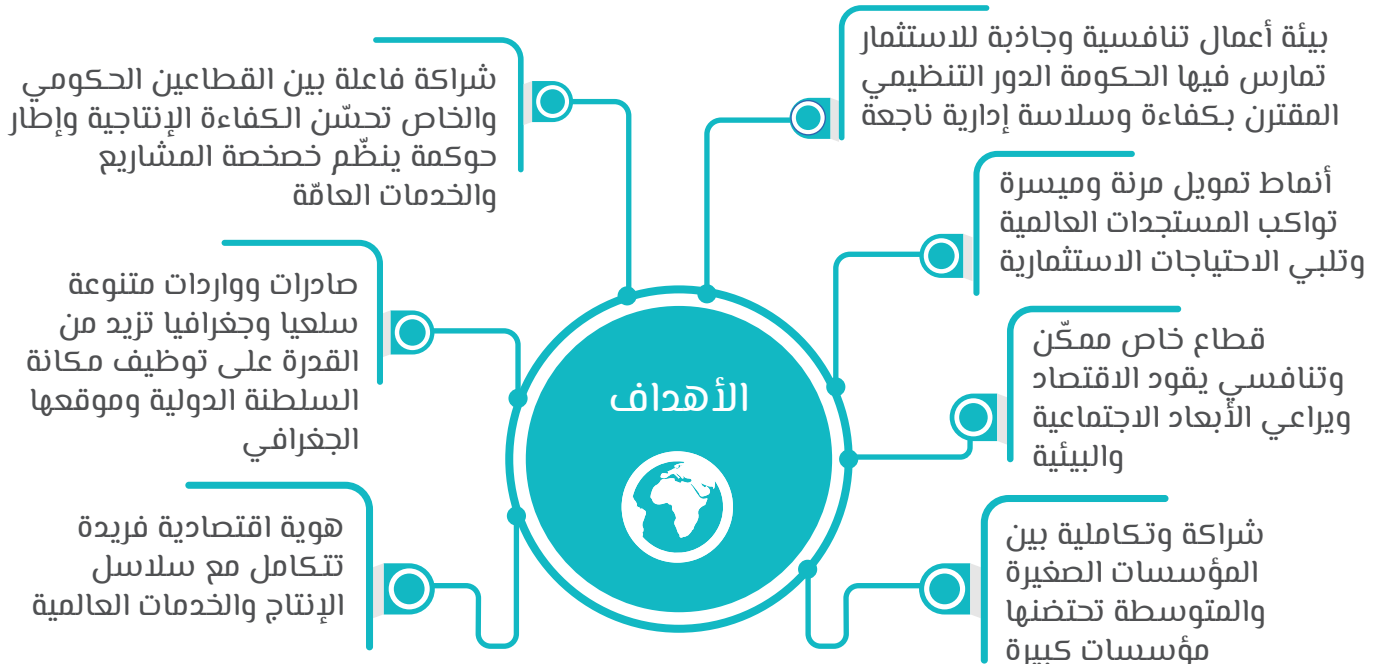 الأهداف
بيئة أعمال تنافسية وجاذبة للاستثمار
تمارس فيها الحكومة الدور التنظيمي
المقترن بكفاءة وسلاسة إدارية ناجعة
أنماط تمويل مرنة وميسرة
تواكب المستجدات العالمية
وتلبي الاحتياجات الاستثمارية
قطاع خاص ممكّن
وتنافسي يقود الاقتصاد
ويراعي الأبعاد الاجتماعية
والبيئية
شراكة وتكاملية بين
المؤسسات الصغيرة
والمتوسطة تحتضنها
مؤسسات كبيرة
شراكة فاعلة بين القطاعين الحكومي
والخاص تحسّن الكفاءة الإنتاجية وإطار
حوكمة ينظّم خصخصة المشاريع
والخدمات العامّة
صادرات وواردات متنوعة
سلعيا وجغرافيا تزيد من
القدرة على توظيف مكانة
السلطنة الدولية وموقعها
الجغرافي
هوية اقتصادية فريدة
تتكامل مع سلاسل
الإنتاج والخدمات العالمية